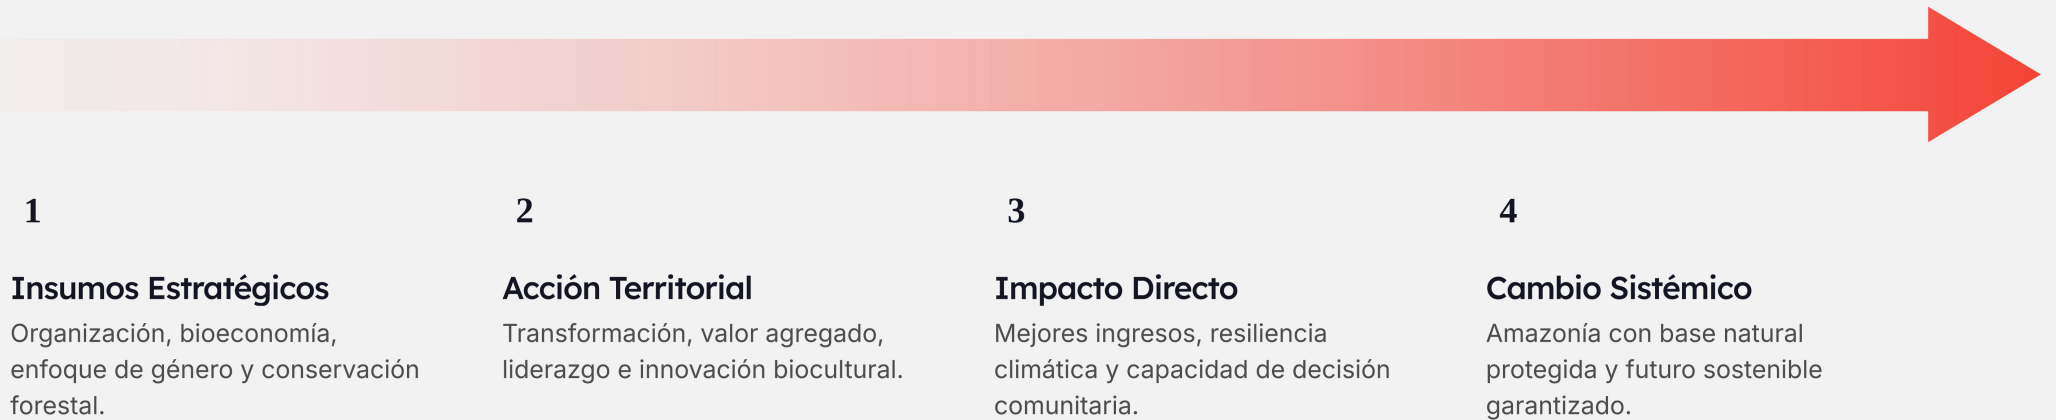 1
Insumos Estratégicos
Organización, bioeconomía,
enfoque de género y conservación
forestal.
2
Acción Territorial
Transformación, valor agregado,
liderazgo e innovación biocultural.
3
Impacto Directo
Mejores ingresos, resiliencia
climática y capacidad de decisión
comunitaria.
4
Cambio Sistémico
Amazonía con base natural
protegida y futuro sostenible
garantizado.